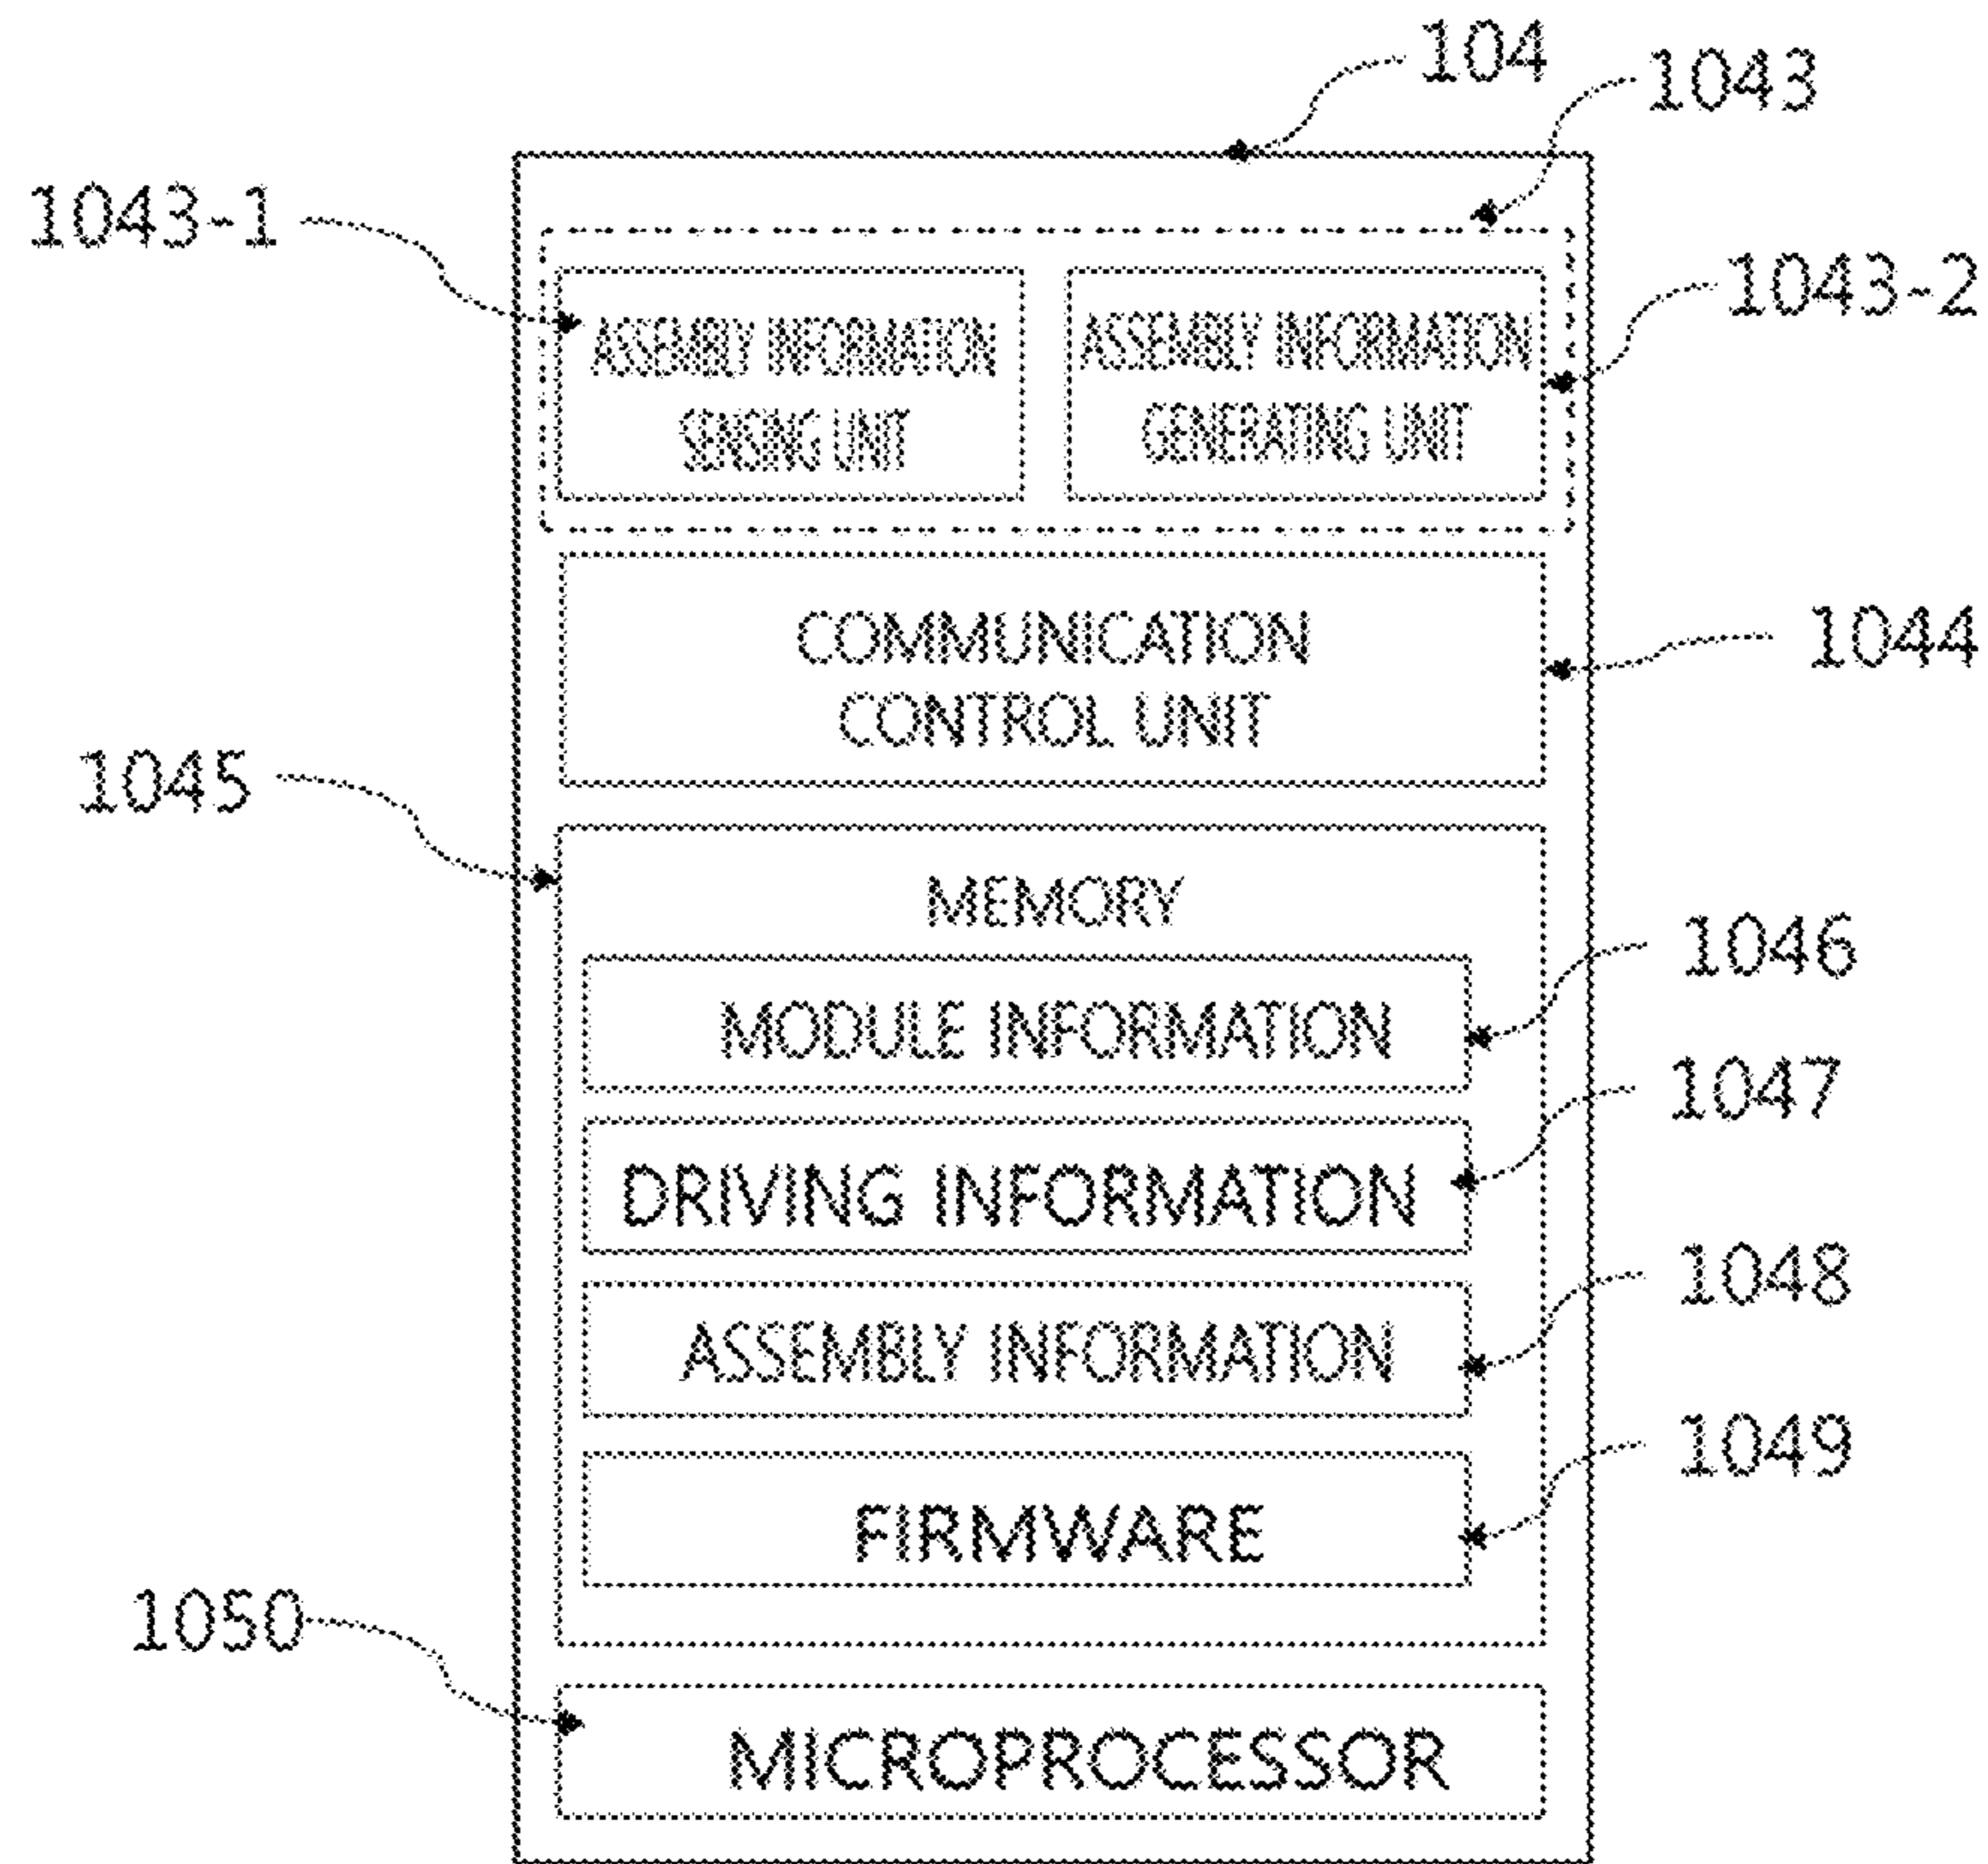 104
1043
1043-1
1043-2
ASSEMBLY INFORMATION
SENSING UNIT
ASSEMBLY INFORMATION
GENERATING UNIT
COMMUNICATION
CONTROL UNIT
1044
1045
MEMORY
1046
MODULE INFORMATION
1047
DRIVING INFORMATION
1048
ASSEMBLY INFORMATION
1049
FIRMWARE
1050
MICROPROCESSOR